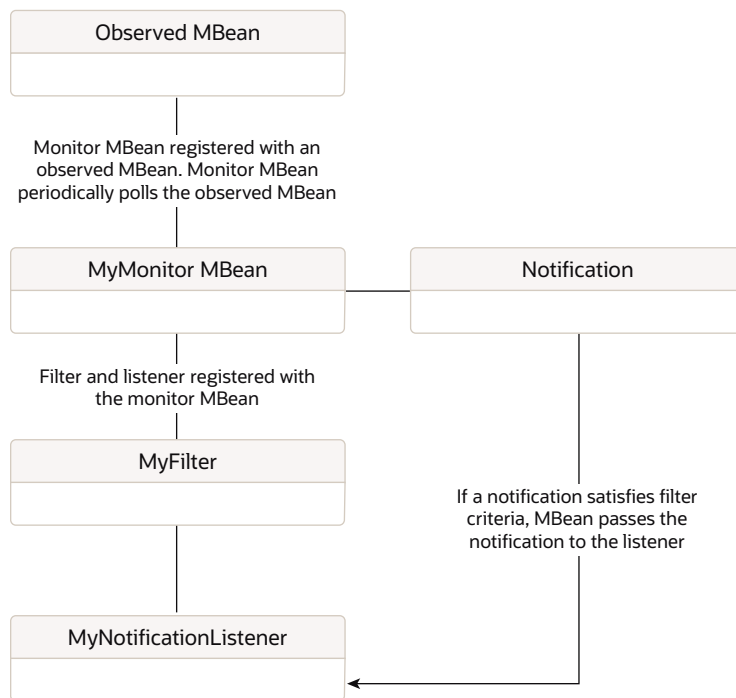 Observed MBean
Monitor MBean registered with an
observed MBean. Monitor MBean
periodically polls the observed MBean
MyMonitor MBean
Notification
Filter and listener registered with
the monitor MBean
MyFilter
If a notification satisfies filter
criteria, MBean passes the
notification to the listener
MyNotificationListener